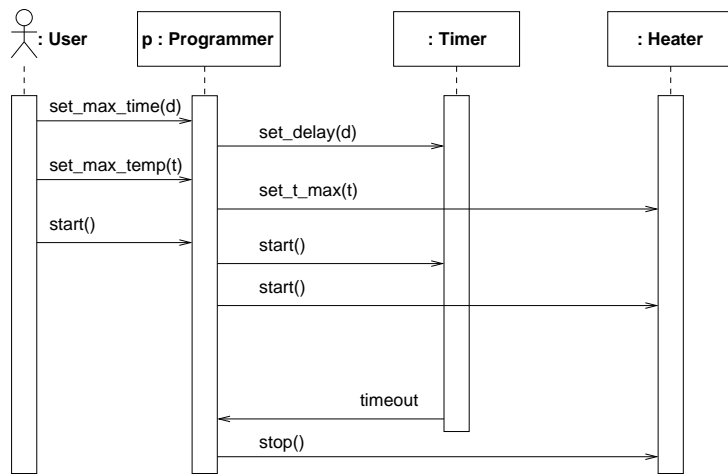 : User
p : Programmer
: Timer
: Heater
set_max_time(d)
set_delay(d)
set_max_temp(t)
set_t_max(t)
start()
start()
start()
timeout
stop()